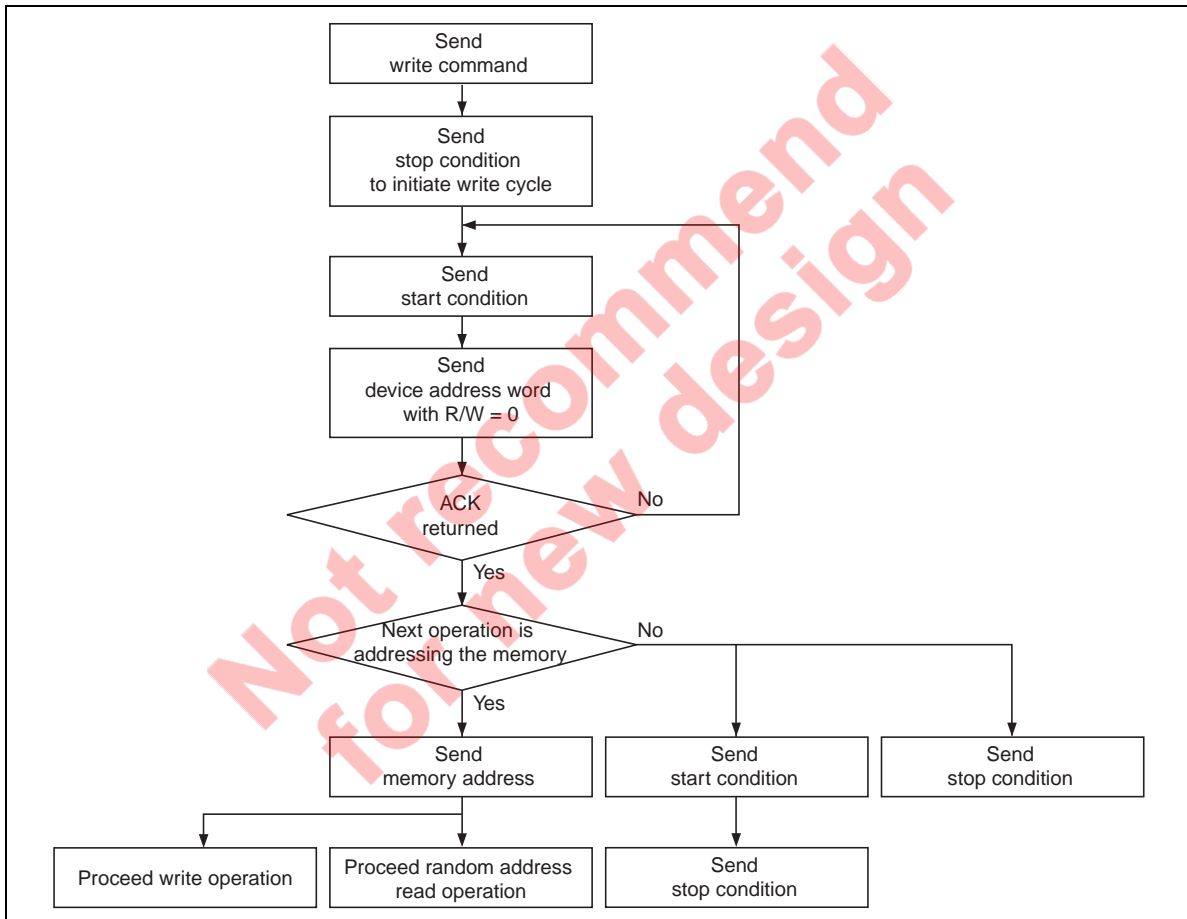 Send
write command
Send
stop condition
to initiate write cycle
Send
start condition
Send
device address word
with R/W = 0
ACK
returned
No
Yes
Next operation is
addressing the memory
No
Yes
Send
memory address
Send
start condition
Send
stop condition
Proceed write operation
Proceed random address
read operation
Send
stop condition
Not recommend
for new design